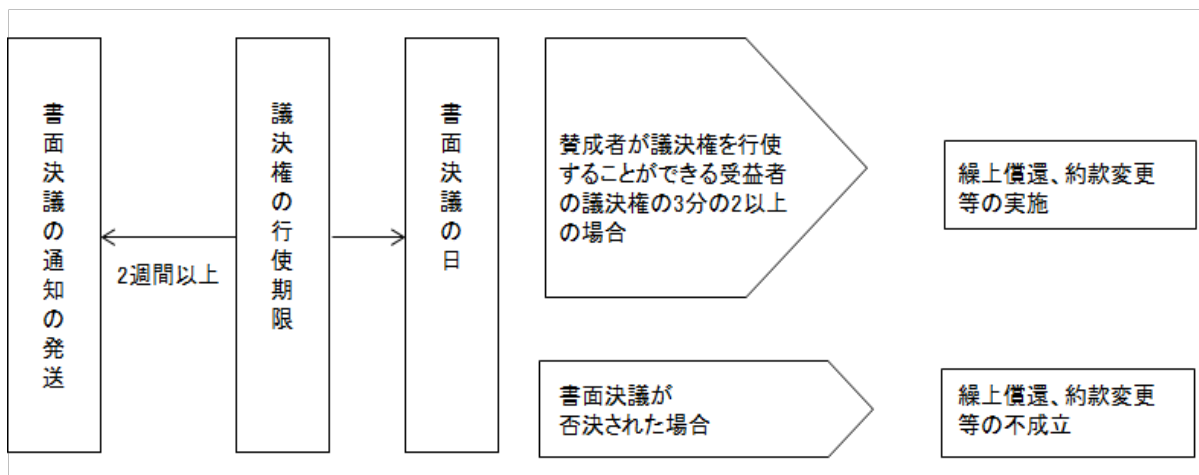 書面決議の通知の発送
2週間以上
議決権の行使期限
書面決議の日
賛成者が議決権を行使
することができる受益者
の議決権の3分の2以上
の場合
繰上償還、約款変更
等の実施
書面決議が
否決された場合
繰上償還、約款変更
等の不成立